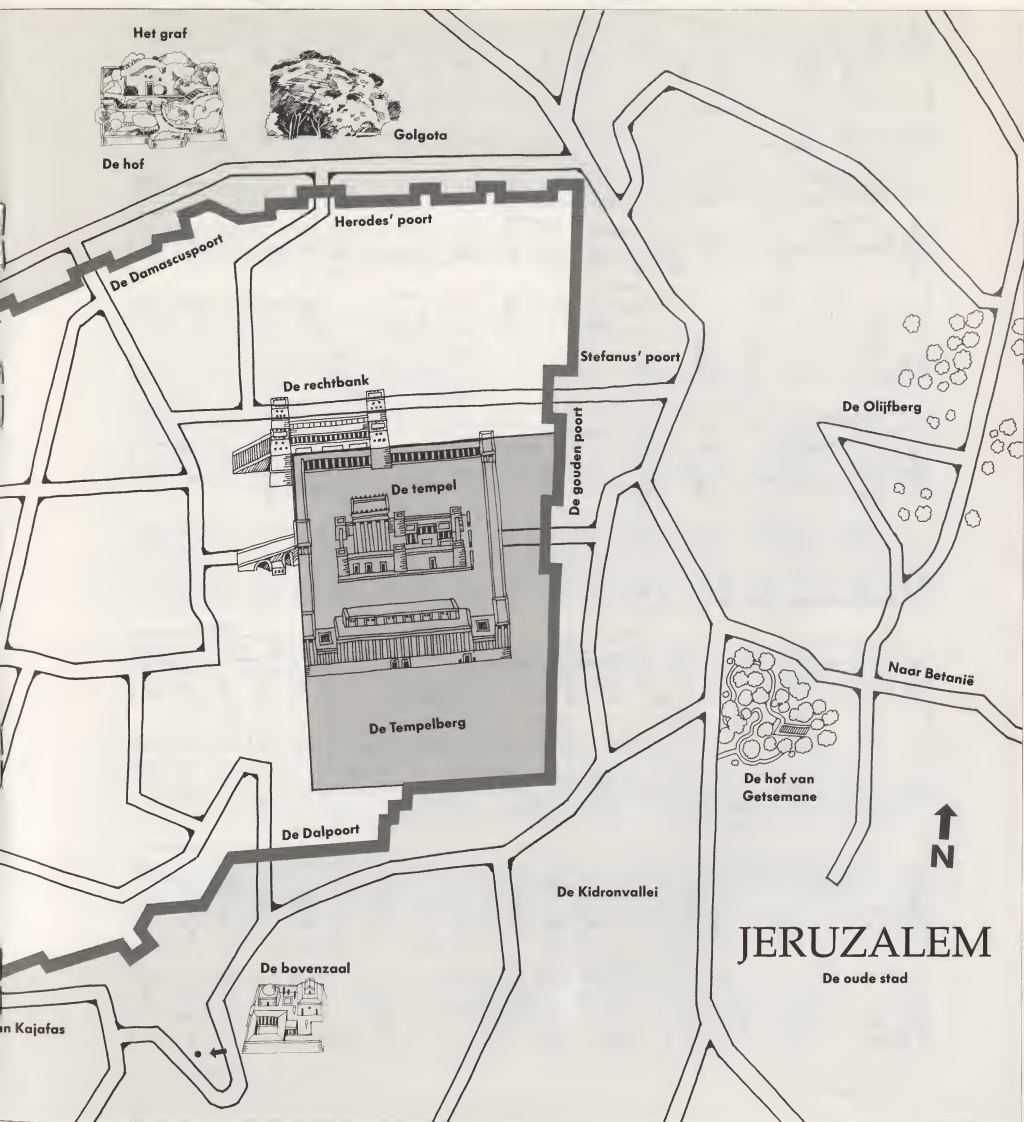 Het graf
Golgota
De hof
Herodes' poort
De Damascuspoort
Stefanus' poort
De rechtbank
De Olijfberg
De gouden poort
De tempel
Naar Betanië
De Tempelberg
De hof van
Getsemane
De Dalpoort
N
De Kidronvallei
JERUZALEM
De oude stad
De bovenzaal
n Kajafas